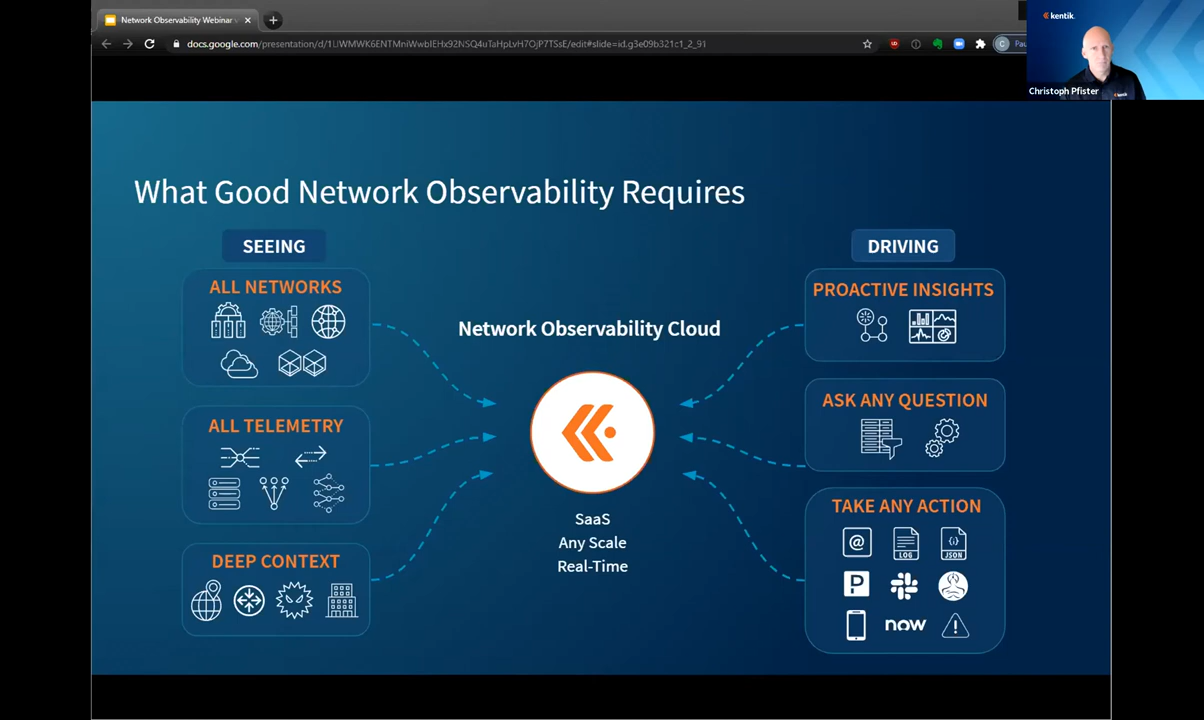 Network Observability Webinar
docs.google.com/presentation/d/1UWMWK6ENTMniWwbIEHx92NSQ4uTaHpLvH7OjP7TSsE/edit#slide=id.g3e09b321c1_2_91
C Pau
kentik
Christoph Pfister
What Good Network Observability Requires
SEEING
ALL NETWORKS
ALL TELEMETRY
DEEP CONTEXT
Network Observability Cloud
SaaS
Any Scale
Real-Time
DRIVING
PROACTIVE INSIGHTS
ASK ANY QUESTION
TAKE ANY ACTION
@
LOG
JSON
P
now